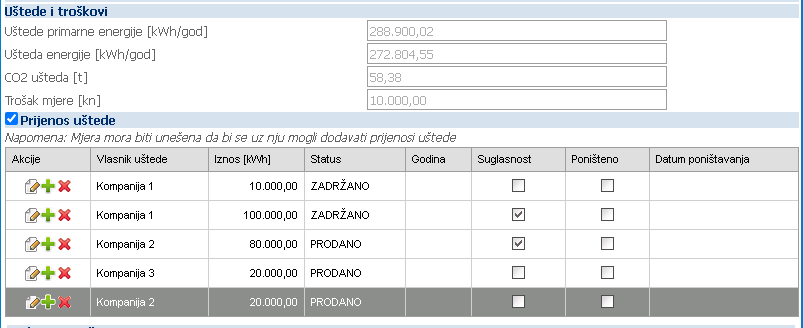 Uštede i troškovi
Uštede primarne energije [kWh/god] 288.900,02
Ušteda energije [kWh/god] 272.804,55
CO2 ušteda [t] 58,38
Trošak mjere [kn] 10.000,00
Prijenos uštede
Napomena: Mjera mora biti unešena da bi se uz nju mogli dodavati prijenosi uštede
Akcije Vlasnik uštede Iznos [kWh] Status Godina Suglasnost Poništeno Datum poništavanja
Kompanija 1 10.000,00 ZADRŽANO
Kompanija 1 100.000,00 ZADRŽANO
Kompanija 2 80.000,00 PRODANO
Kompanija 3 20.000,00 PRODANO
Kompanija 2 20.000,00 PRODANO